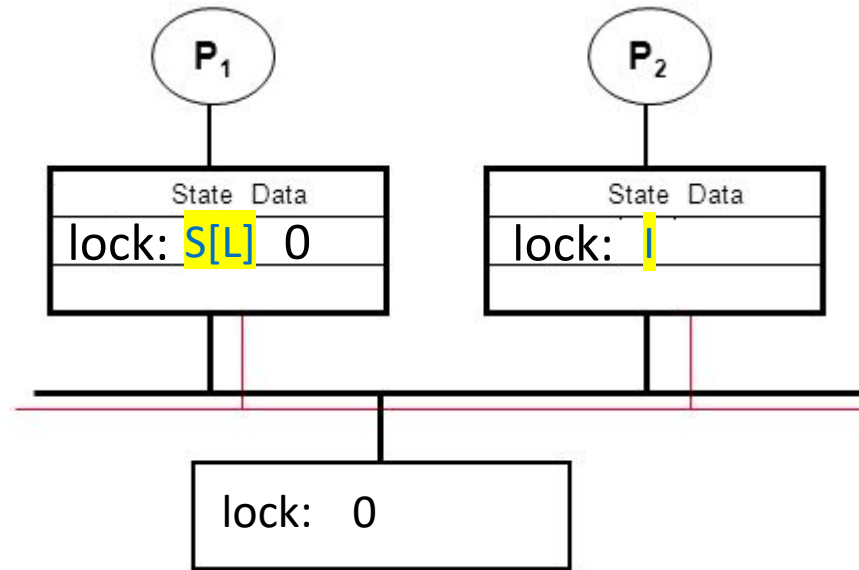 P₁ P₂
State Data State Data
lock: S[L] 0 lock: I
lock: 0